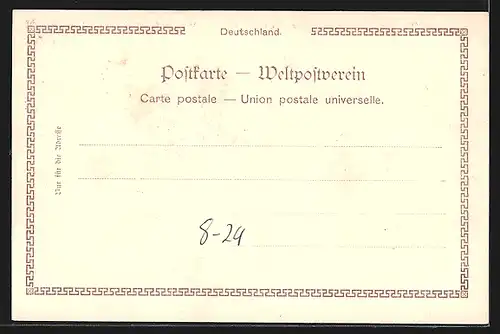 Deutschland.
Postkarte — Weltpostverein
Carte postale — Union postale universelle.
Nur für die Adresse
8-24